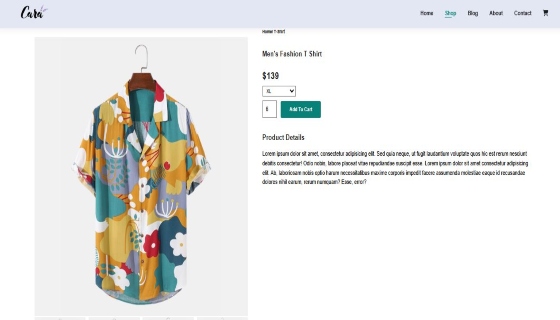 Cara
Home
Shop
Blog
About
Contact
Home/ T-Shirt
Men's Fashion T Shirt
$139
XL
Add To Cart
Product Details
Lorem ipsum dolor sit amet, consectetur adipisicing elit. Sed quia neque, ut fugit laudantium voluptate quos hic est rerum nesciunt
debitis consectetur! Odio nobis, labore placeat vitae repudiandae suscipit esse. Lorem ipsum dolor sit amet consectetur adipisicing
elit. Ab, laboriosam nobis optio harum necessitatibus maxime corporis impedit facere assumenda molestiae eaque id recusandae
dolores nihil earum, rerum numquam? Esse, error?